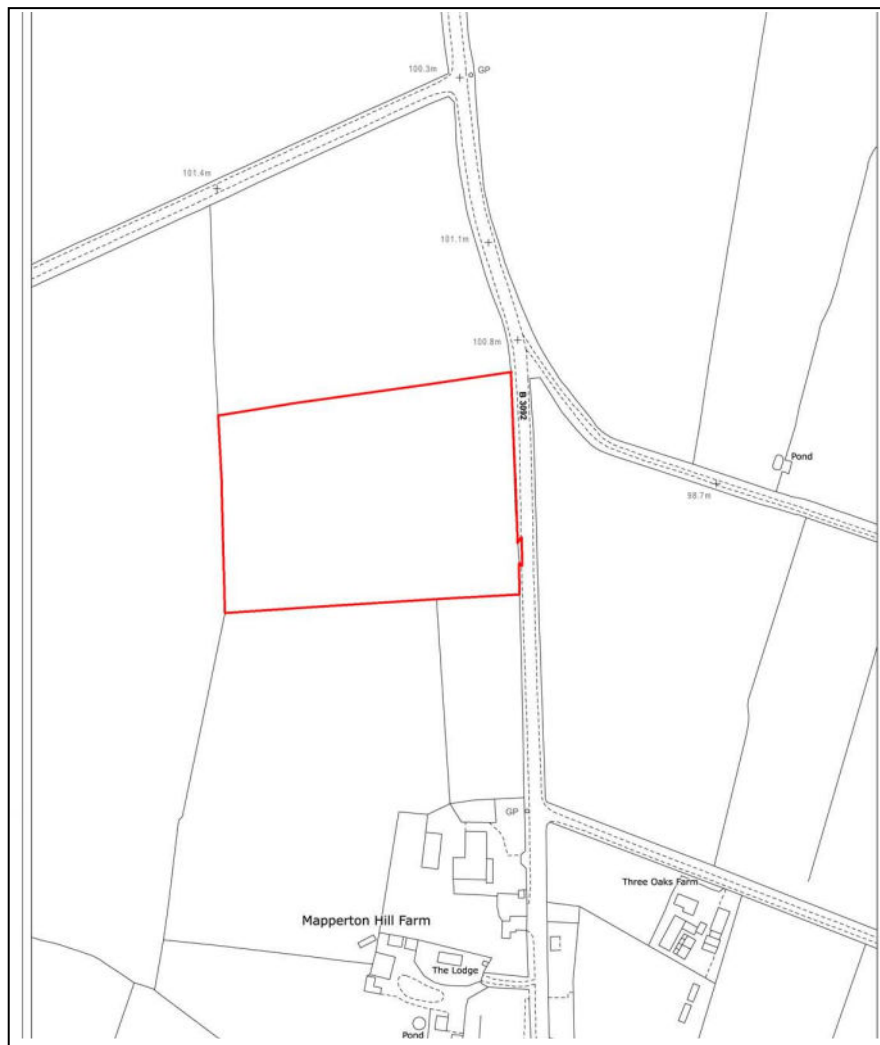 100.3m
GP
101.4m
101.1m
100.8m
B 3092
Pond
98.7m
GP
Three Oaks Farm
Mapperton Hill Farm
The Lodge
Pond